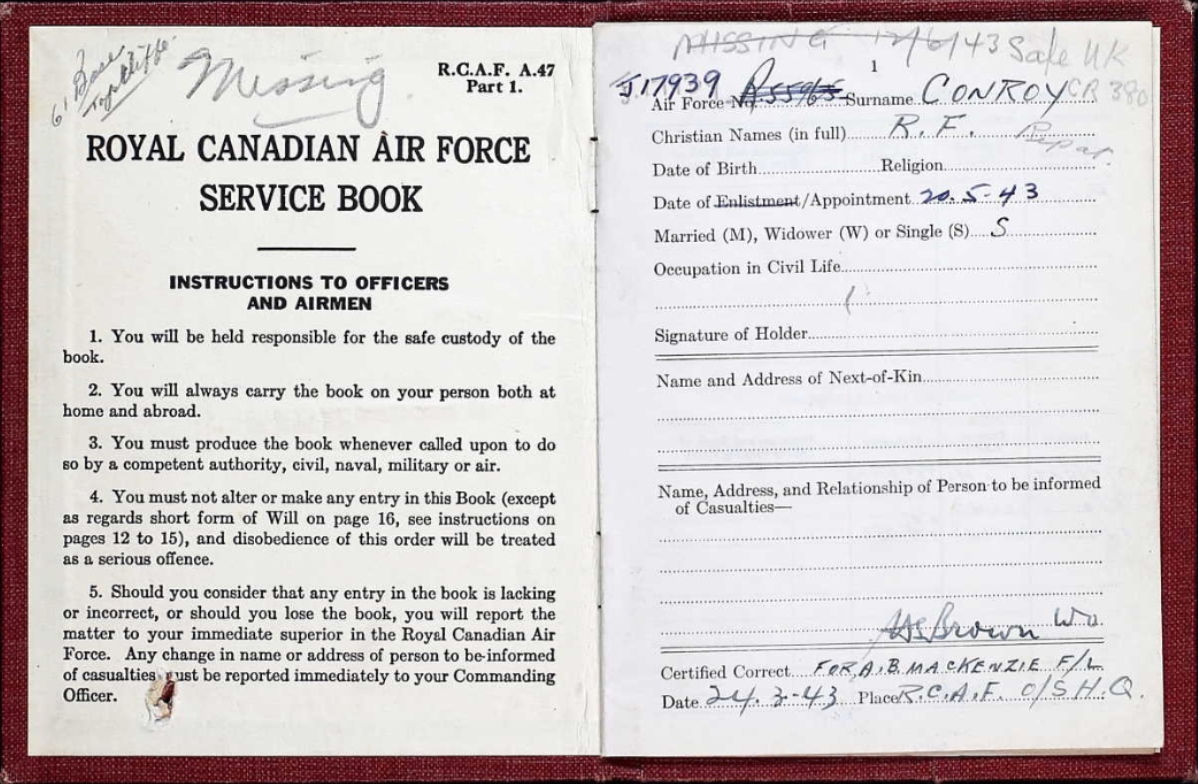 61 Base
Topcliffe
Missing
R.C.A.F. A.47
Part 1.
ROYAL CANADIAN AIR FORCE
SERVICE BOOK
INSTRUCTIONS TO OFFICERS
AND AIRMEN
1. You will be held responsible for the safe custody of the
book.
2. You will always carry the book on your person both at
home and abroad.
3. You must produce the book whenever called upon to do
so by a competent authority, civil, naval, military or air.
4. You must not alter or make any entry in this Book (except
as regards short form of Will on page 16, see instructions on
pages 12 to 15), and disobedience of this order will be treated
as a serious offence.
5. Should you consider that any entry in the book is lacking
or incorrect, or should you lose the book, you will report the
matter to your immediate superior in the Royal Canadian Air
Force. Any change in name or address of person to be informed
of casualties ust be reported immediately to your Commanding
Officer.
MISSING 12/6/43 Safe UK
1
J17939 CR 380
Air Force No. R55965 Surname CONROY
Christian Names (in full) R. F. Repat.
Date of Birth Religion
Date of Enlistment/Appointment 20.5-43
Married (M), Widower (W) or Single (S) S
Occupation in Civil Life
Signature of Holder
Name and Address of Next-of-Kin
Name, Address, and Relationship of Person to be informed
of Casualties—
Brown Wo.
Certified Correct FOR A.B. MACKENZIE F/L
Date 24.3-43 Place R.C.A.F. O/S H.Q.